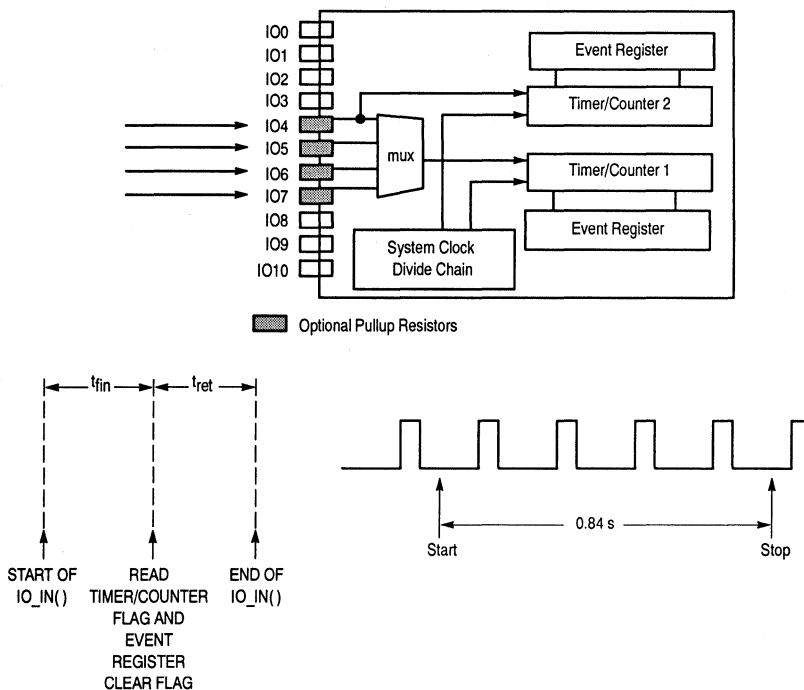 IO0
IO1
IO2
IO3
IO4
IO5
IO6
IO7
IO8
IO9
IO10
mux
Event Register
Timer/Counter 2
Timer/Counter 1
Event Register
System Clock
Divide Chain
Optional Pullup Resistors
tfin
tret
START OF
IO_IN( )
READ
TIMER/COUNTER
FLAG AND
EVENT
REGISTER
CLEAR FLAG
END OF
IO_IN( )
0.84 s
Start
Stop